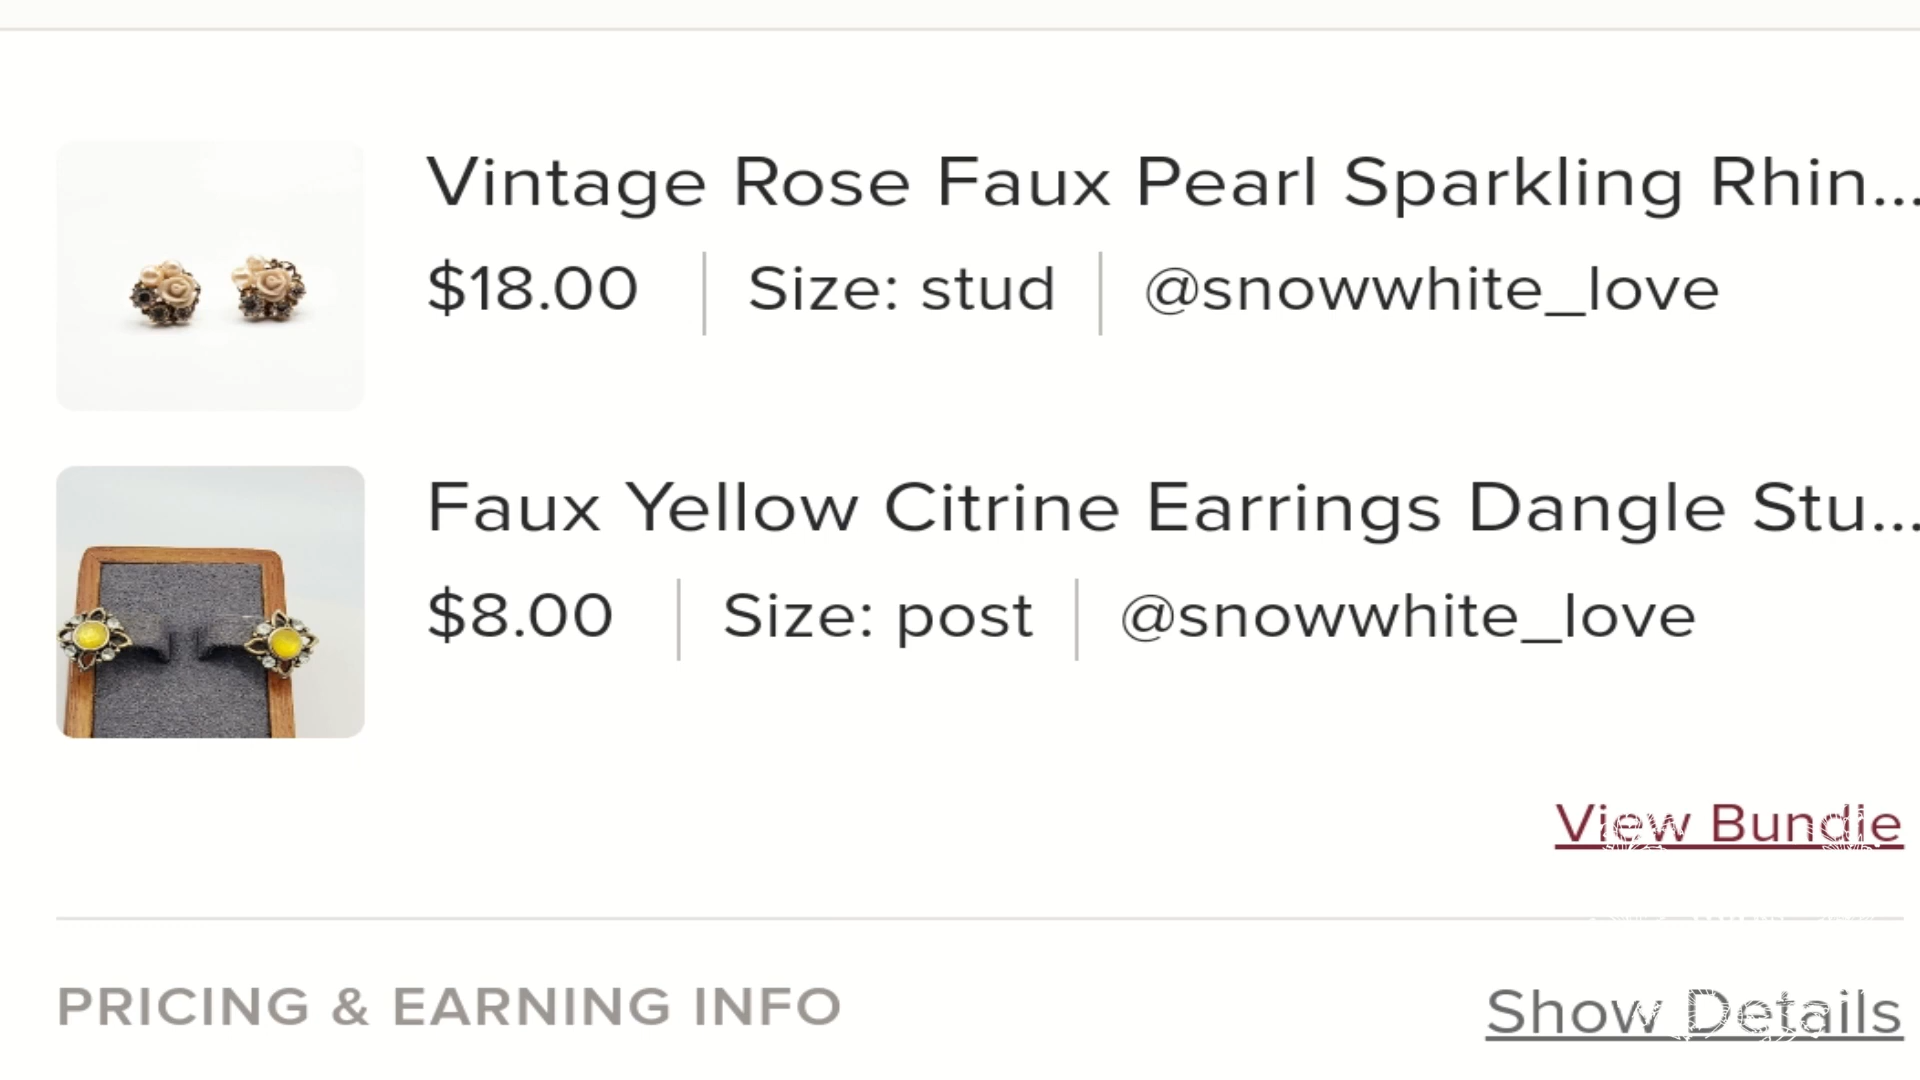 Vintage Rose Faux Pearl Sparkling Rhin...
$18.00 | Size: stud | @snowwhite_love
Faux Yellow Citrine Earrings Dangle Stu...
$8.00 | Size: post | @snowwhite_love
View Bundle
PRICING & EARNING INFO
Show Details